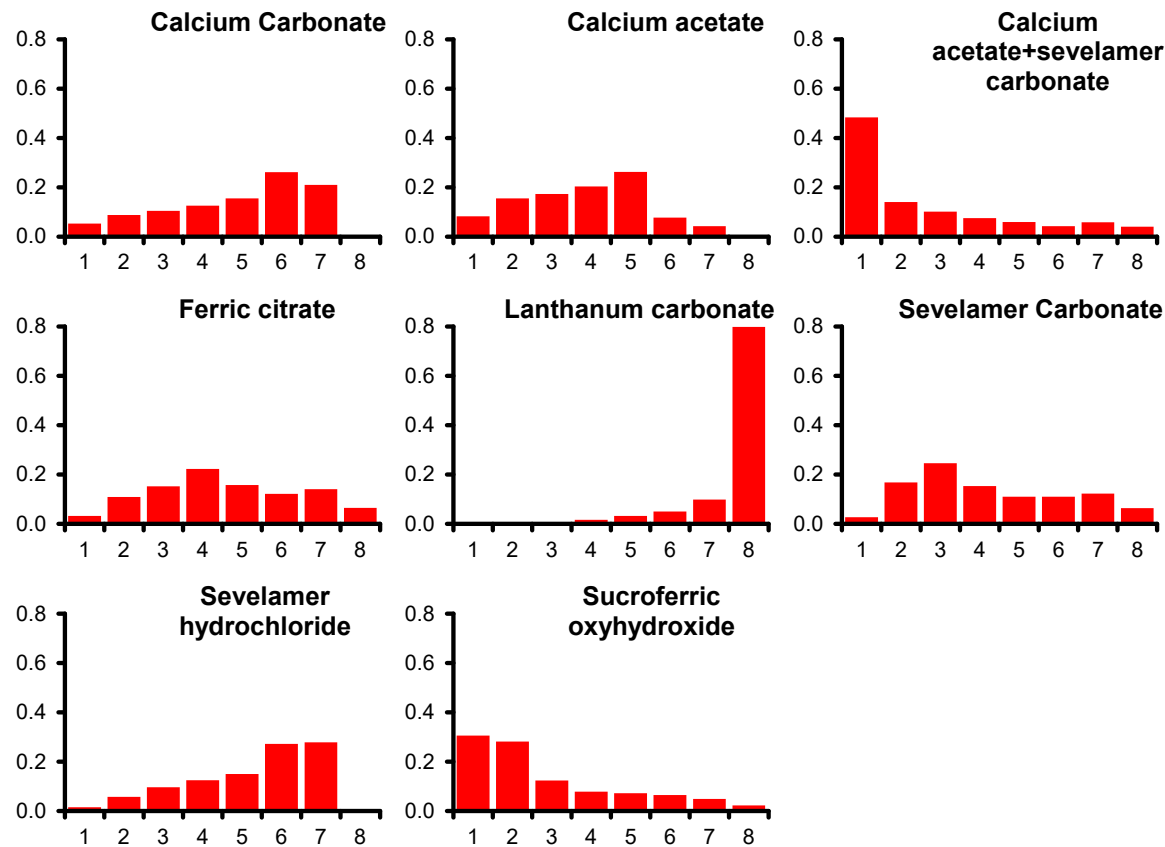 Calcium Carbonate
0.8
0.6
0.4
0.2
0.0
1 2 3 4 5 6 7 8
Calcium acetate
0.8
0.6
0.4
0.2
0.0
1 2 3 4 5 6 7 8
Calcium
acetate+sevelamer
carbonate
0.8
0.6
0.4
0.2
0.0
1 2 3 4 5 6 7 8
Ferric citrate
0.8
0.6
0.4
0.2
0.0
1 2 3 4 5 6 7 8
Lanthanum carbonate
0.8
0.6
0.4
0.2
0.0
1 2 3 4 5 6 7 8
Sevelamer Carbonate
0.8
0.6
0.4
0.2
0.0
1 2 3 4 5 6 7 8
Sevelamer
hydrochloride
0.8
0.6
0.4
0.2
0.0
1 2 3 4 5 6 7 8
Sucroferric
oxyhydroxide
0.8
0.6
0.4
0.2
0.0
1 2 3 4 5 6 7 8